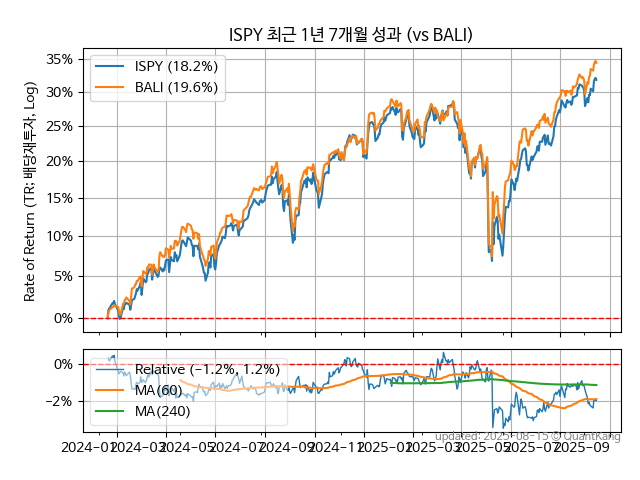 ISPY 최근 1년 7개월 성과 (vs BALI)
Rate of Return (TR: 배당재투자, Log)
35%
30%
25%
20%
15%
10%
5%
0%
ISPY (18.2%)
BALI (19.6%)
0%
−2%
Relative (−1.2%, 1.2%)
MA(60)
MA(240)
2024−01 2024−03 2024−05 2024−07 2024−09 2024−11 2025−01 2025−03 2025−05 2025−07 2025−09
updated: 2025-08-15 © QuantKang